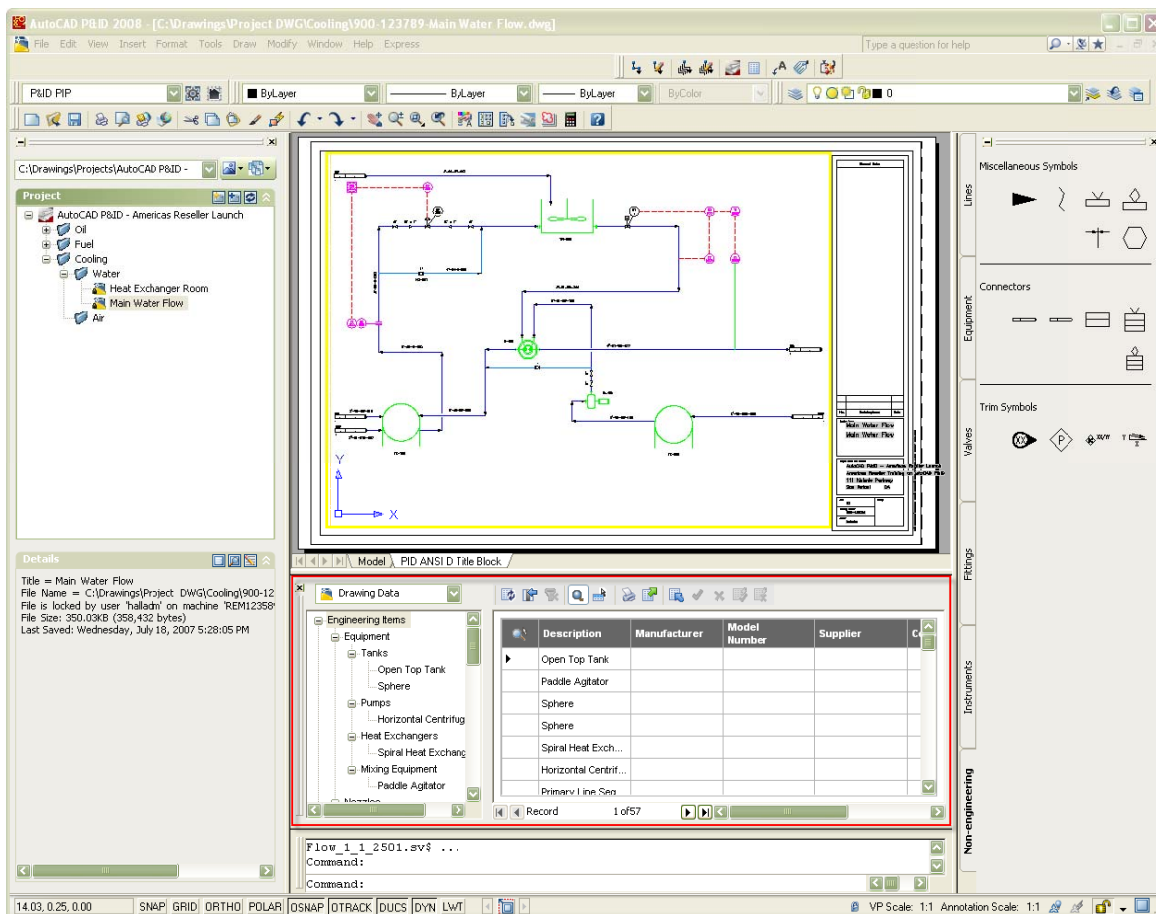 AutoCAD P&ID 2008 - [C:\Drawings\Project DWG\Cooling\900-123789-Main Water Flow.dwg]
File Edit View Insert Format Tools Draw Modify Window Help Express
Type a question for help
P&ID PIP
ByLayer
ByLayer
ByLayer
ByColor
0
C:\Drawings\Projects\AutoCAD P&ID -
Project
AutoCAD P&ID - Americas Reseller Launch
Oil
Fuel
Cooling
Water
Heat Exchanger Room
Main Water Flow
Air
Details
Title = Main Water Flow
File Name = C:\Drawings\Project DWG\Cooling\900-12
File is locked by user 'halladm' on machine 'REM12358
File Size: 350.03KB (358,432 bytes)
Last Saved: Wednesday, July 18, 2007 5:28:05 PM
Main Water Flow
Main Water Flow
Y
X
Model
PID ANSI D Title Block
Drawing Data
Engineering Items
Equipment
Tanks
Open Top Tank
Sphere
Pumps
Horizontal Centrifug
Heat Exchangers
Spiral Heat Exchang
Mixing Equipment
Paddle Agitator
Nozzles
Description Manufacturer Model Number Supplier Co
Open Top Tank
Paddle Agitator
Sphere
Sphere
Spiral Heat Exch...
Horizontal Centrif...
Primary Line Seg
Record 1 of57
Flow_1_1_2501.sv$ ...
Command:
Command:
Lines
Equipment
Valves
Fittings
Instruments
Non-engineering
Miscellaneous Symbols
Connectors
Trim Symbols
XX
P
XX/YY
14.03, 0.25, 0.00 SNAP GRID ORTHO POLAR OSNAP OTRACK DUCS DYN LWT VP Scale: 1:1 Annotation Scale: 1:1